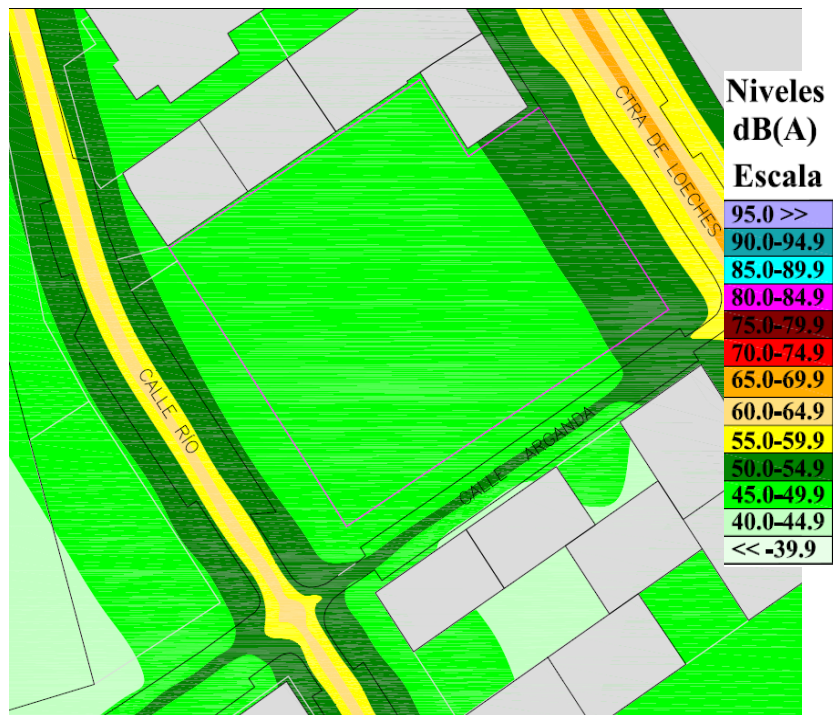 CTRA DE LOECHES
CALLE RÍO
CALLE ARGANDA
Niveles
dB(A)
Escala
95.0 >>
90.0-94.9
85.0-89.9
80.0-84.9
75.0-79.9
70.0-74.9
65.0-69.9
60.0-64.9
55.0-59.9
50.0-54.9
45.0-49.9
40.0-44.9
<< -39.9